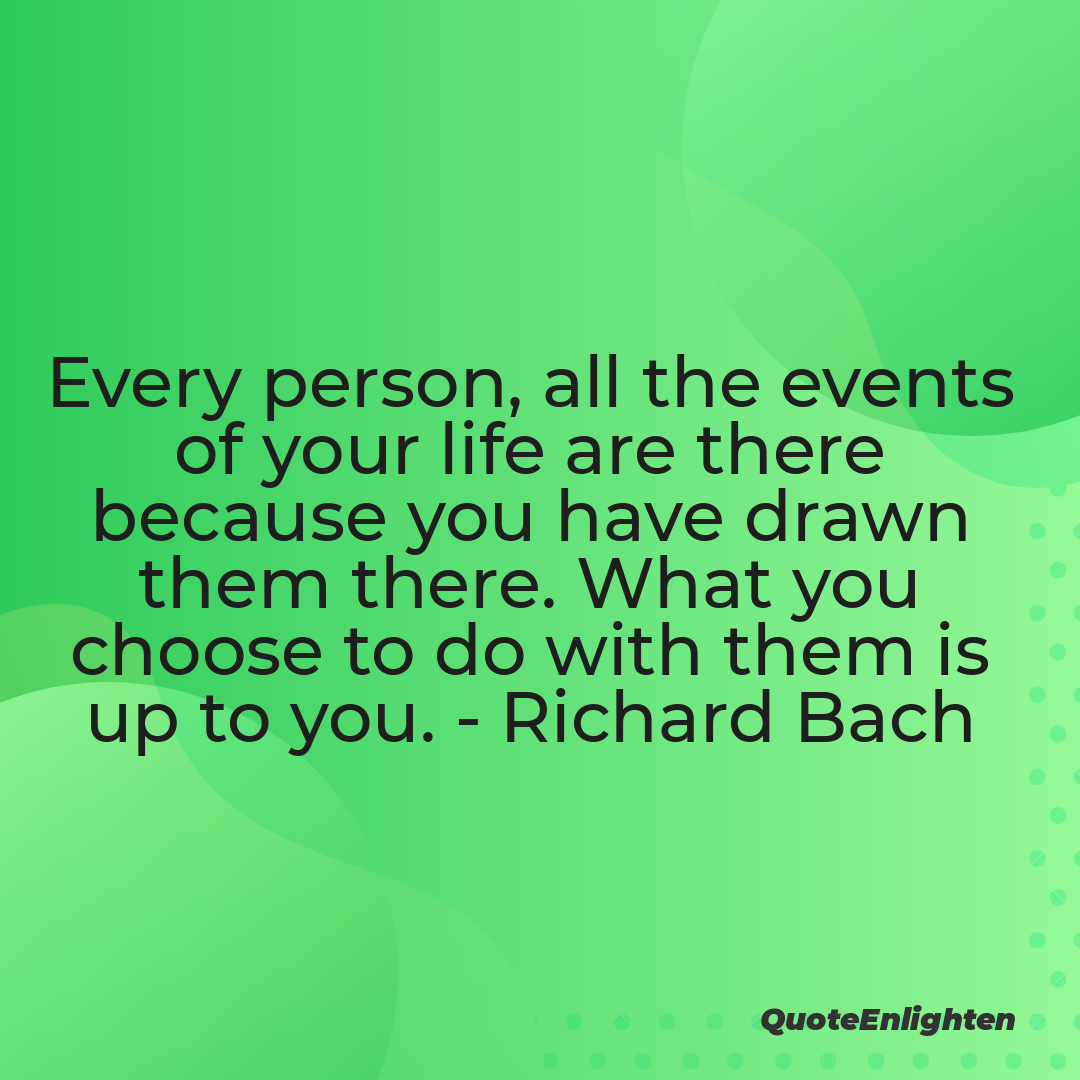 Every person, all the events
of your life are there
because you have drawn
them there. What you
choose to do with them is
up to you. - Richard Bach
QuoteEnlighten